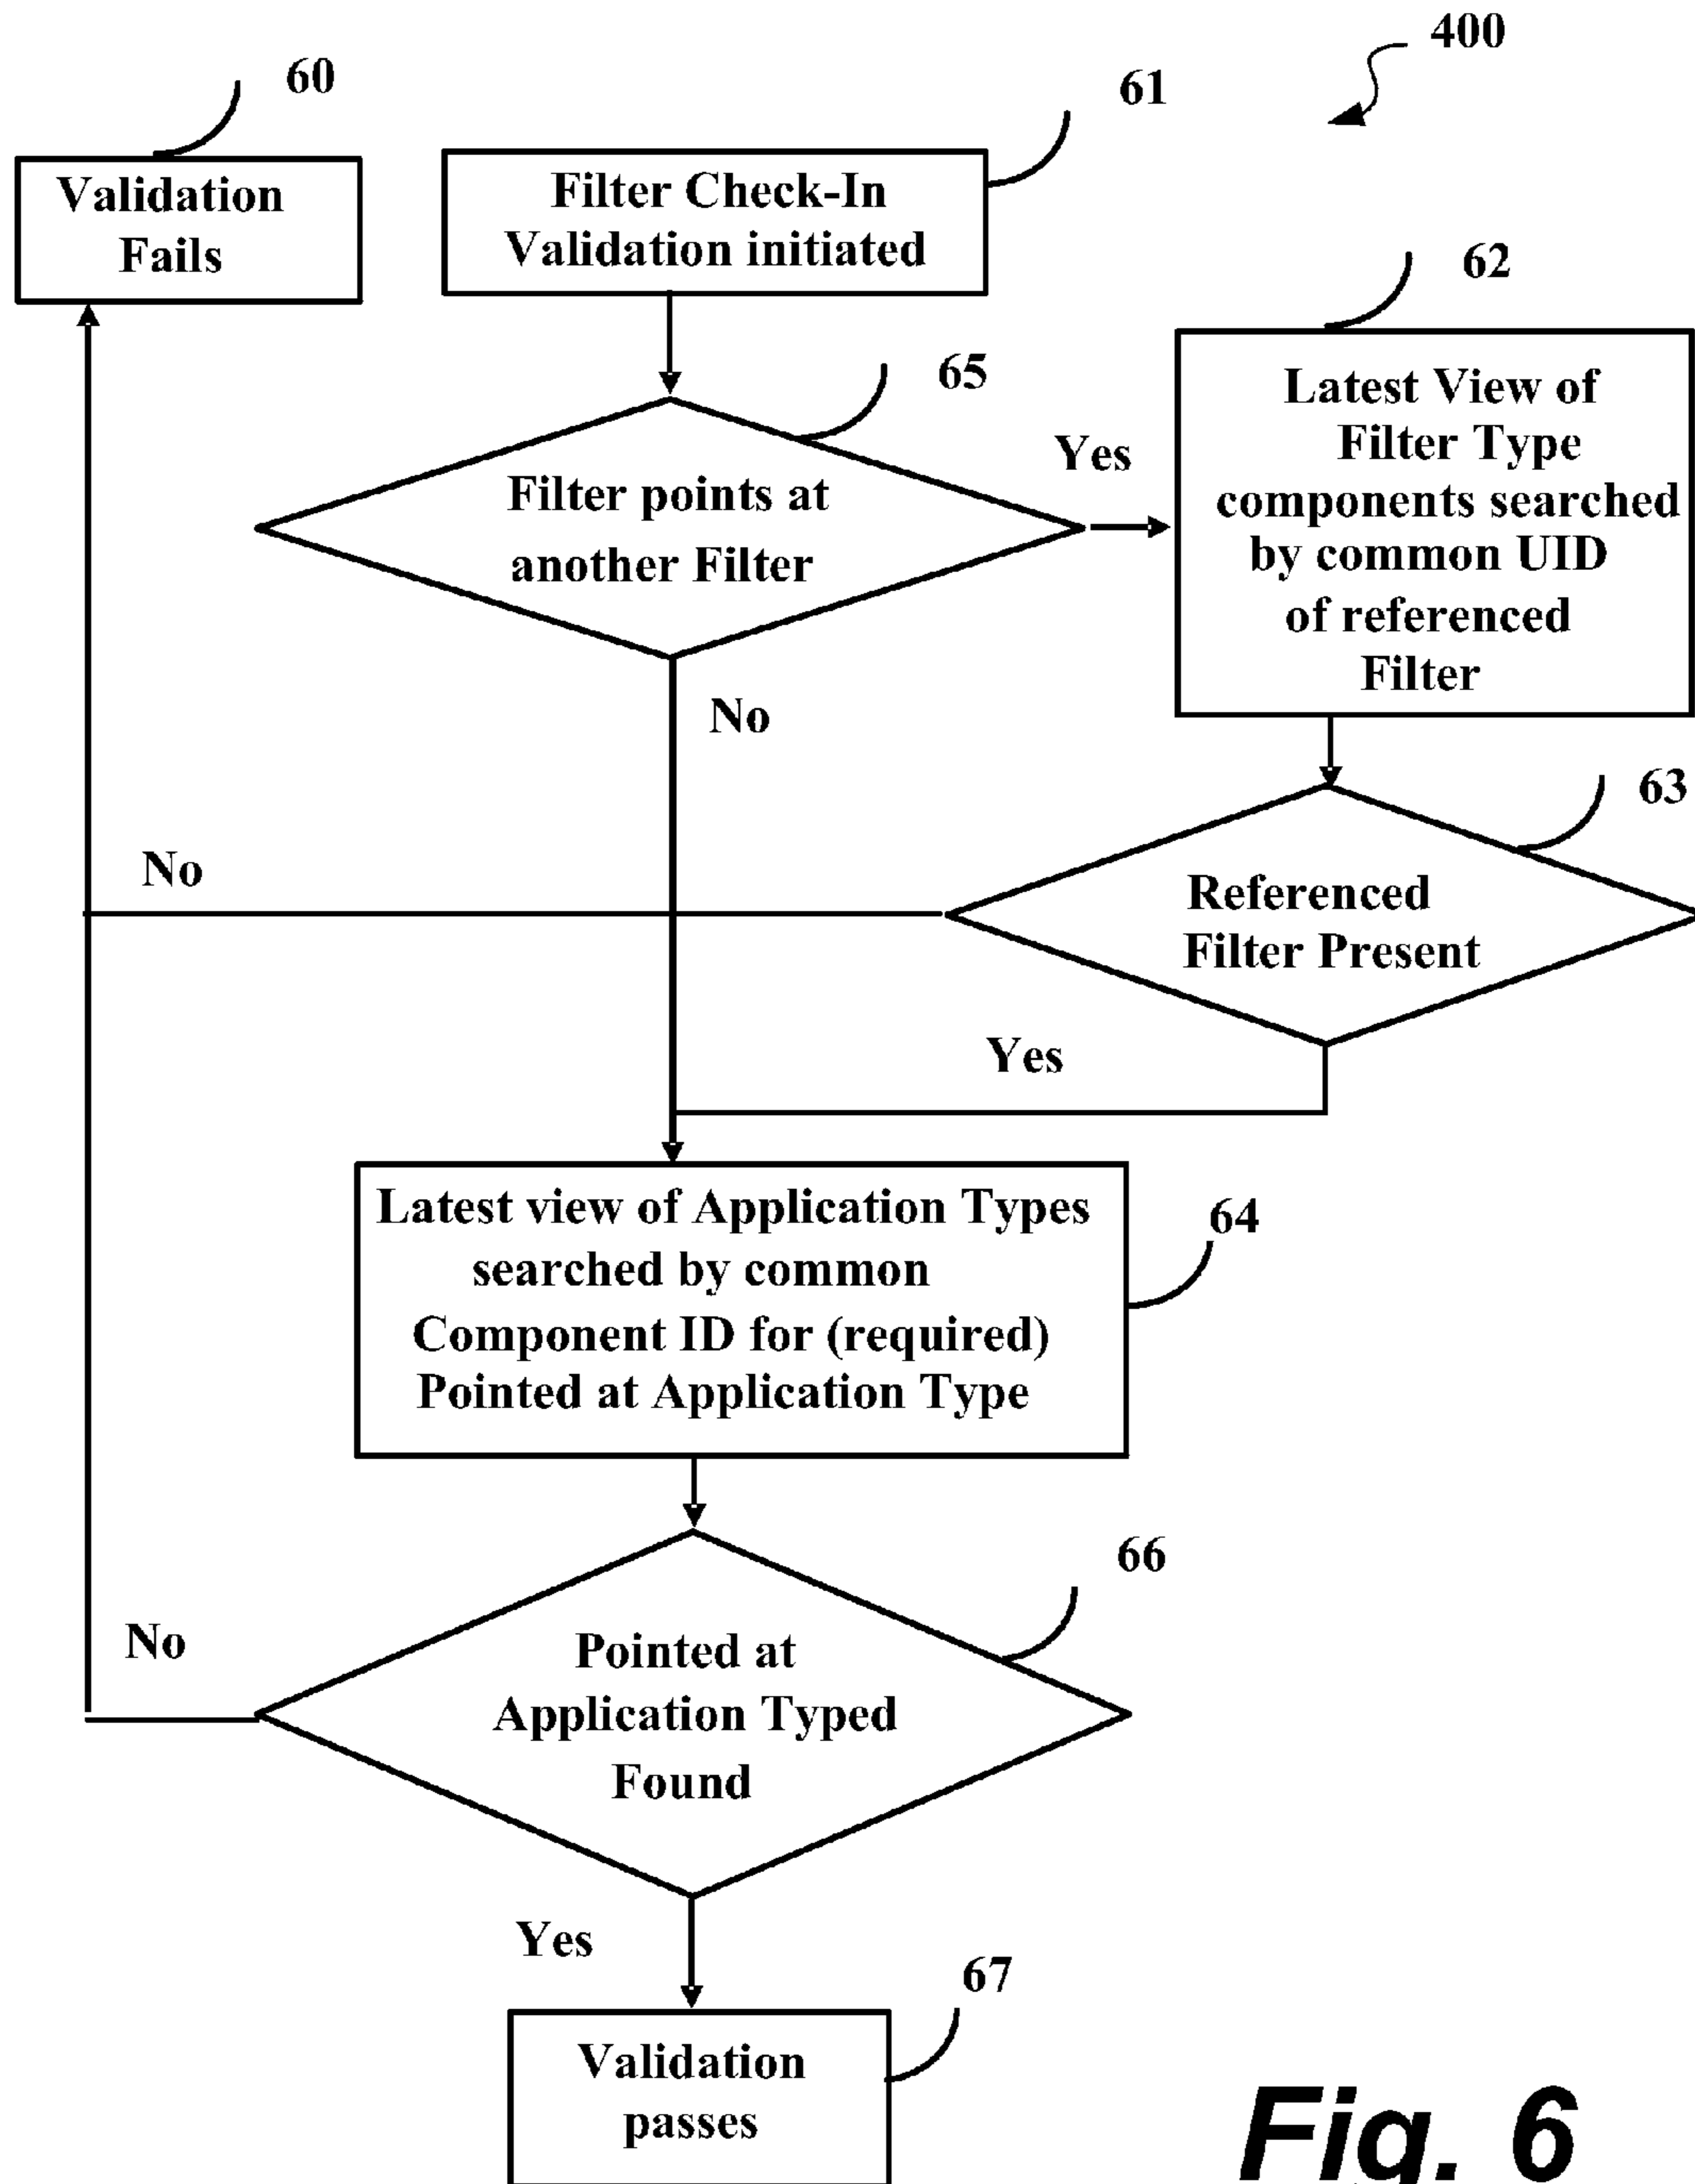 400
60
61
Validation
Fails
Filter Check-In
Validation initiated
62
65
Latest View of
Filter Type
components searched
by common UID
of referenced
Filter
Yes
Filter points at
another Filter
No
63
No
Referenced
Filter Present
Yes
Latest view of Application Types
searched by common
Component ID for (required)
Pointed at Application Type
64
66
No
Pointed at
Application Typed
Found
Yes
67
Validation
passes
Fig. 6